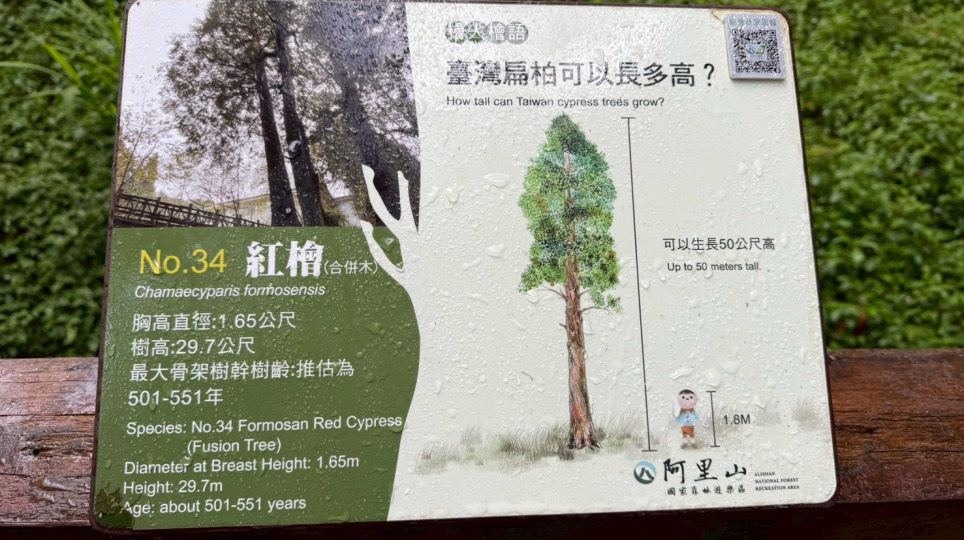 檜大檜語
臺灣扁柏可以長多高？
How tall can Taiwan cypress trees grow?
可以生長50公尺高
Up to 50 meters tall.
1.8M
No.34 紅檜(合併木)
Chamaecyparis formosensis
胸高直徑:1.65公尺
樹高:29.7公尺
最大骨架樹幹樹齡:推估為
501-551年
Species: No.34 Formosan Red Cypress
(Fusion Tree)
Diameter at Breast Height: 1.65m
Height: 29.7m
Age: about 501-551 years
阿里山
國家森林遊樂區
ALISHAN
NATIONAL FOREST
RECREATION AREA